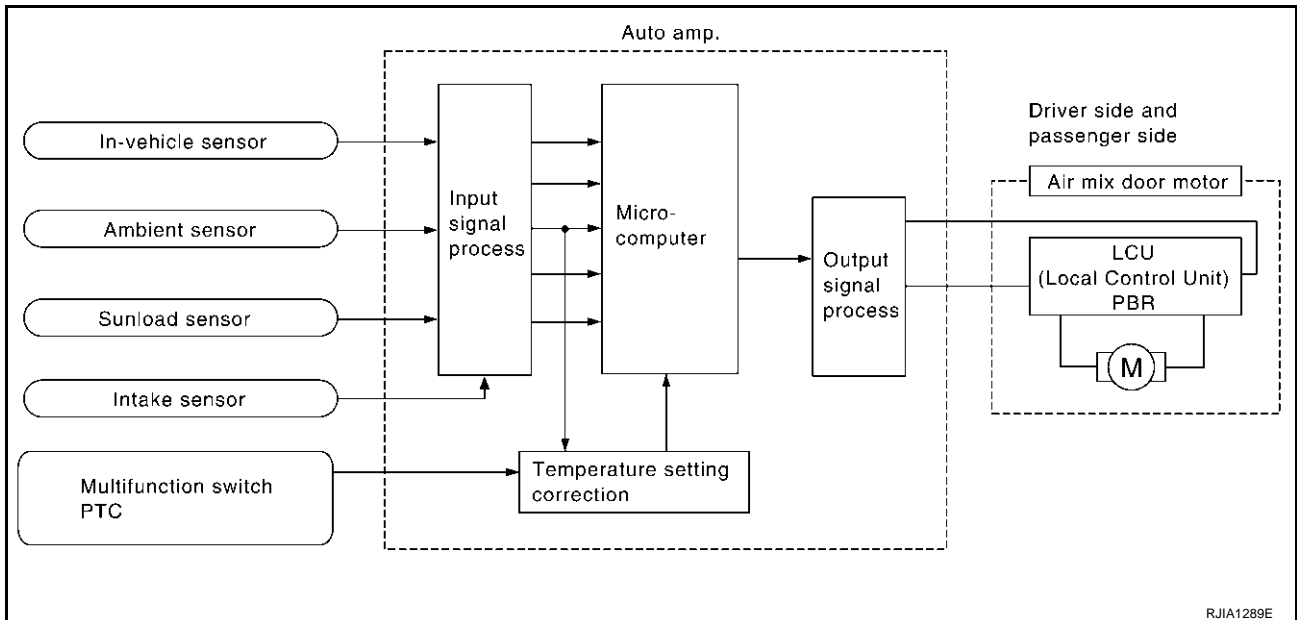 Auto amp.
In-vehicle sensor
Ambient sensor
Sunload sensor
Intake sensor
Multifunction switch
PTC
Input
signal
process
Micro-
computer
Temperature setting
correction
Output
signal
process
Driver side and
passenger side
Air mix door motor
LCU
(Local Control Unit)
PBR
M
RJIA1289E